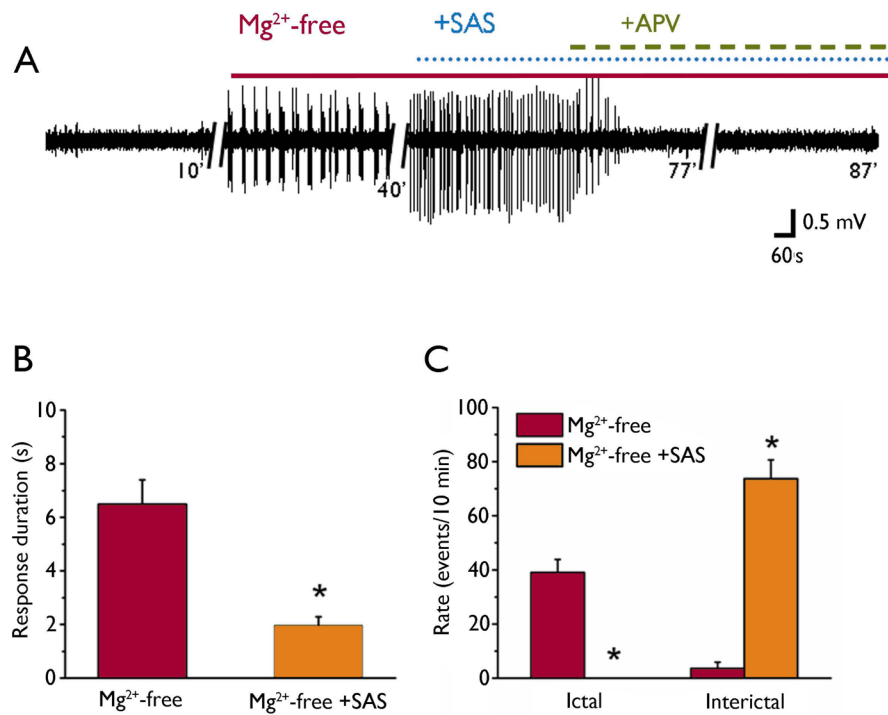 Mg²⁺-free +SAS +APV
A
10'
40'
77'
87'
0.5 mV
60 s
B
Response duration (s)
10
8
6
4
2
0
*
Mg²⁺-free
Mg²⁺-free +SAS
C
Rate (events/10 min)
100
80
60
40
20
0
Mg²⁺-free
Mg²⁺-free +SAS
*
*
Ictal
Interictal